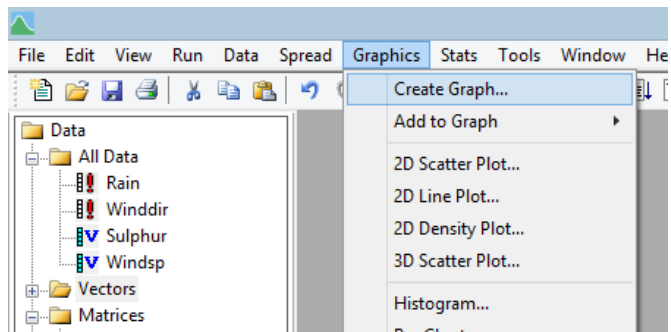 File Edit View Run Data Spread Graphics Stats Tools Window He
Create Graph...
Add to Graph
2D Scatter Plot...
2D Line Plot...
2D Density Plot...
3D Scatter Plot...
Histogram...
Data
All Data
Rain
Winddir
Sulphur
Windsp
Vectors
Matrices